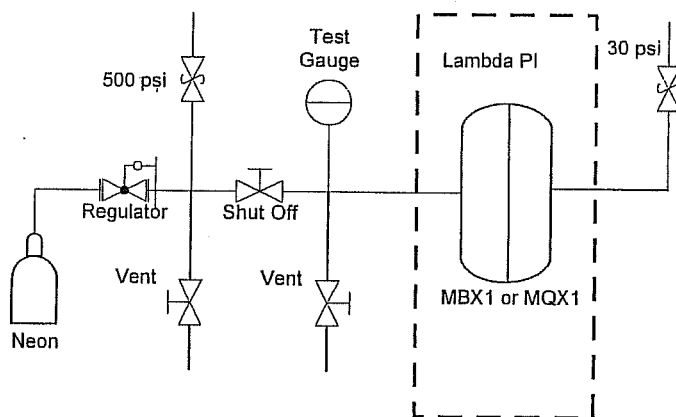 Test
Gauge
500 psi
Lambda PI
30 psi
Regulator
Shut Off
Vent
Vent
Neon
MBX1 or MQX1